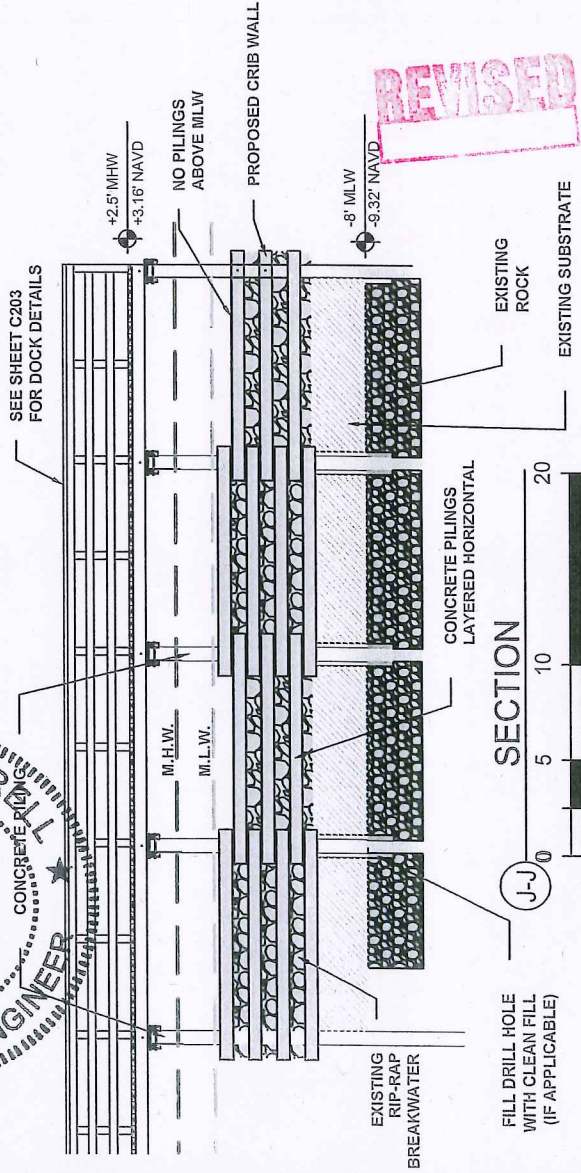 SEE SHEET C203
FOR DOCK DETAILS
+2.5' MHW
+3.16' NAVD
CONCRETE PILING
NO PILINGS
ABOVE MLW
M.H.W.
M.L.W.
PROPOSED CRIB WALL
-8' MLW
-9.32' NAVD
REVISED
ENGINEER
EXISTING
RIP-RAP
BREAKWATER
CONCRETE PILINGS
LAYERED HORIZONTAL
EXISTING
ROCK
EXISTING SUBSTRATE
FILL DRILL HOLE
WITH CLEAN FILL
(IF APPLICABLE)
J-J
SECTION
0 5 10 20